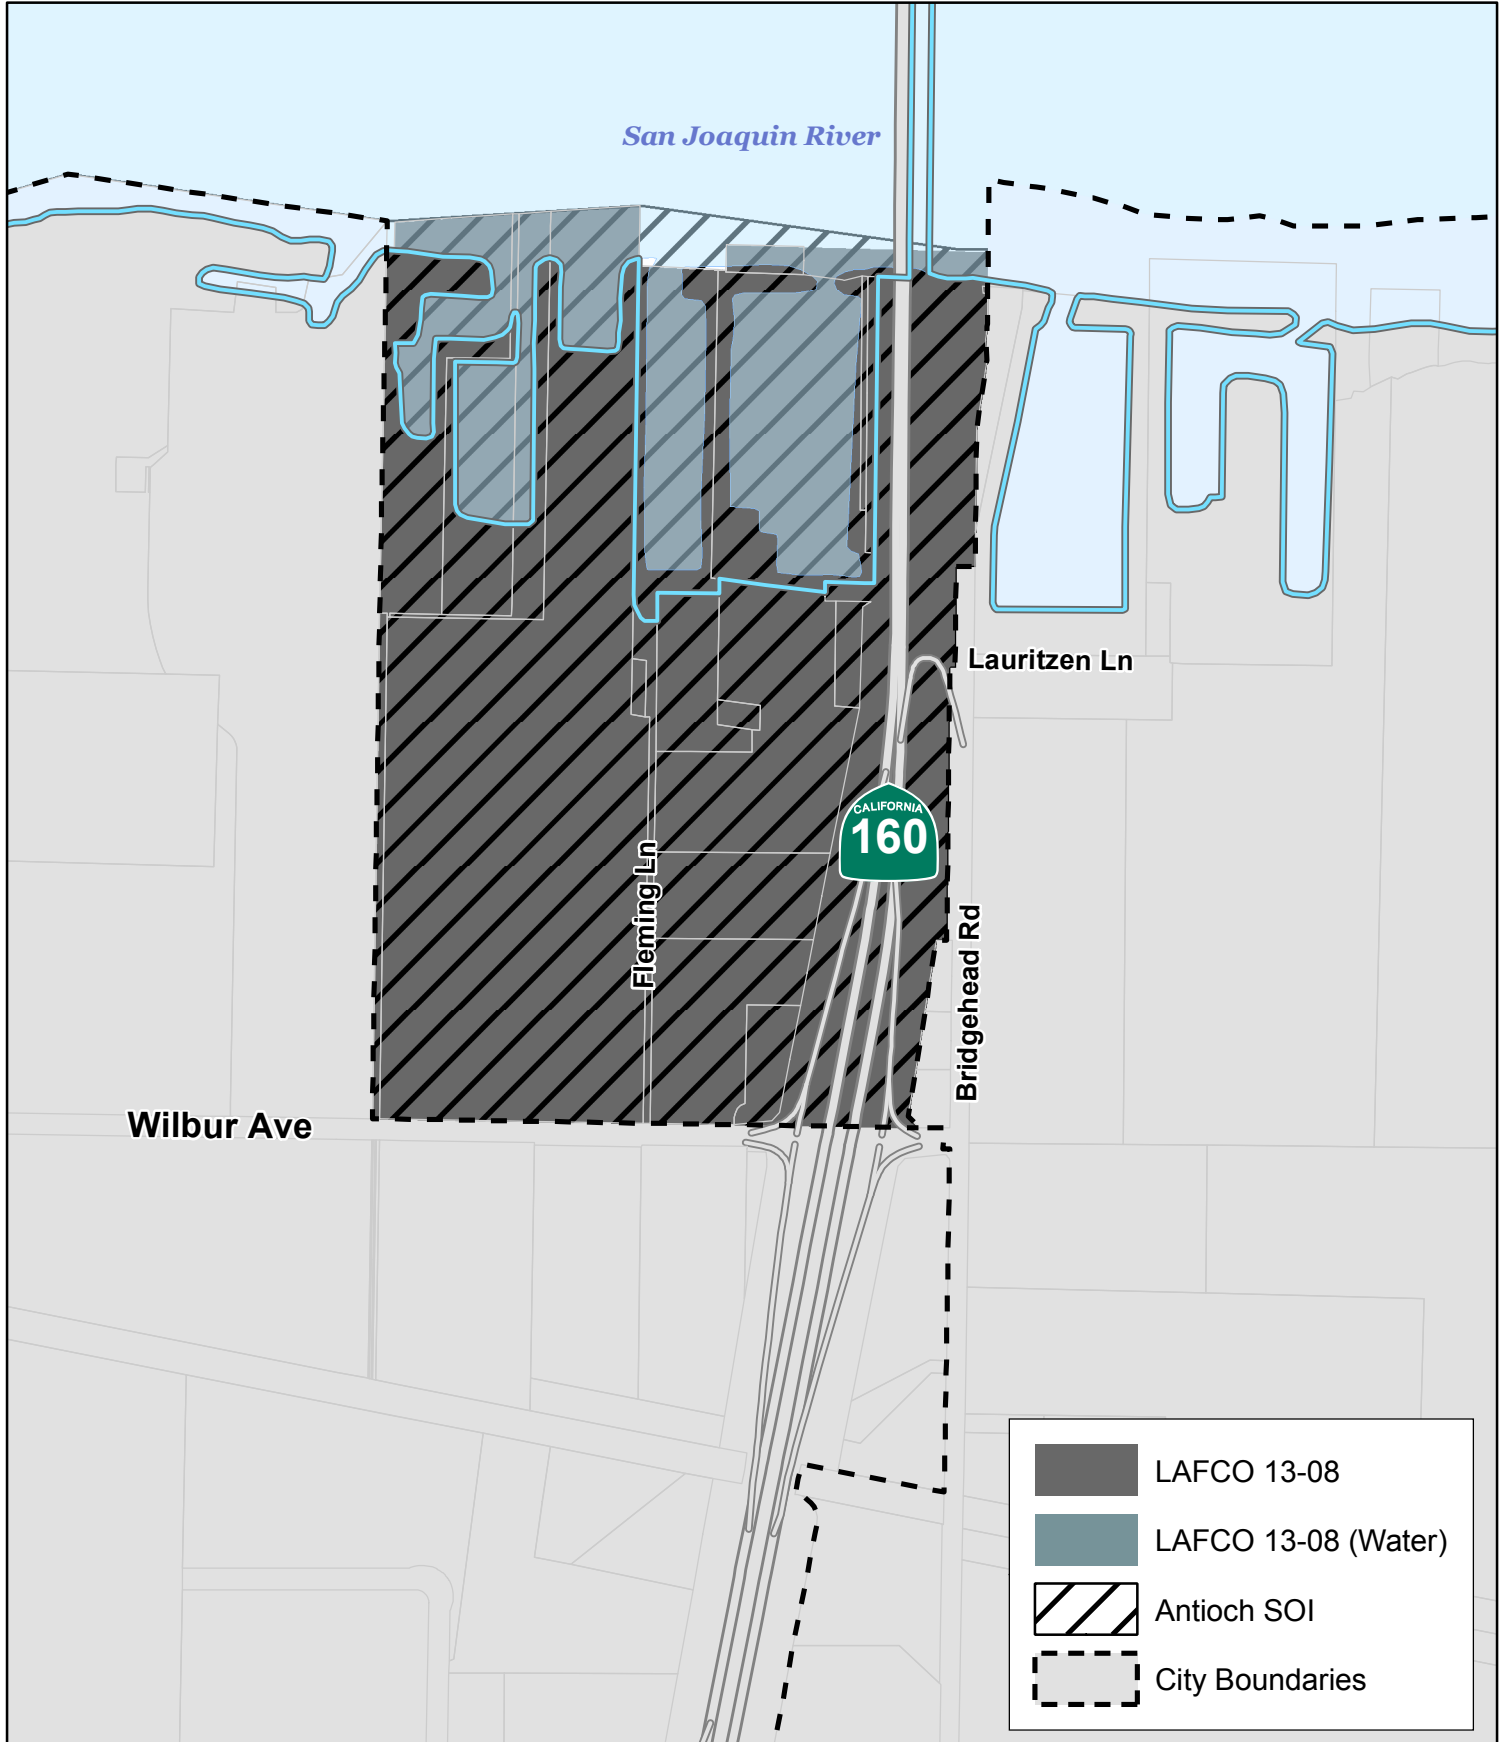 San Joaquin River
Lauritzen Ln
CALIFORNIA
160
Fleming Ln
Bridgehead Rd
Wilbur Ave
LAFCO 13-08
LAFCO 13-08 (Water)
Antioch SOI
City Boundaries